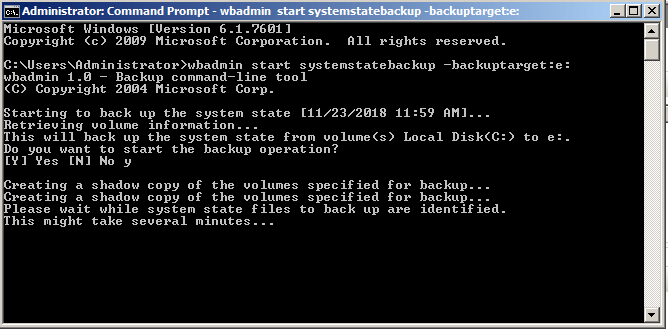 Administrator: Command Prompt - wbadmin  start systemstatebackup -backuptarget:e:
Microsoft Windows [Version 6.1.7601]
Copyright (c) 2009 Microsoft Corporation.  All rights reserved.
C:\Users\Administrator>wbadmin start systemstatebackup -backuptarget:e:
wbadmin 1.0 - Backup command-line tool
(C) Copyright 2004 Microsoft Corp.
Starting to back up the system state [11/23/2018 11:59 AM]...
Retrieving volume information...
This will back up the system state from volume(s) Local Disk(C:) to e:.
Do you want to start the backup operation?
[Y] Yes [N] No y
Creating a shadow copy of the volumes specified for backup...
Creating a shadow copy of the volumes specified for backup...
Please wait while system state files to back up are identified.
This might take several minutes...